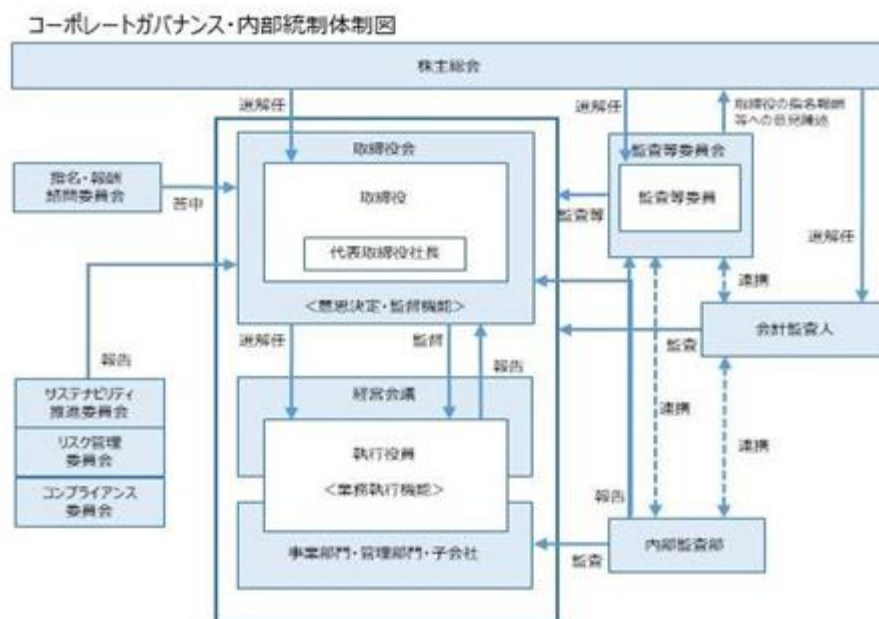 コーポレートガバナンス・内部統制体制図
株主総会
選解任
選解任
取締役の指名報酬
等への意見陳述
取締役会
監査等委員会
指名・報酬
諮問委員会
答申
取締役
監査等
監査等委員
代表取締役社長
選解任
<意思決定・監督機能>
連携
会計監査人
選解任
監督
監査
報告
報告
サステナビリティ
推進委員会
経営会議
連携
リスク管理
委員会
執行役員
連携
<業務執行機能>
コンプライアンス
委員会
報告
事業部門・管理部門・子会社
監査
内部監査部